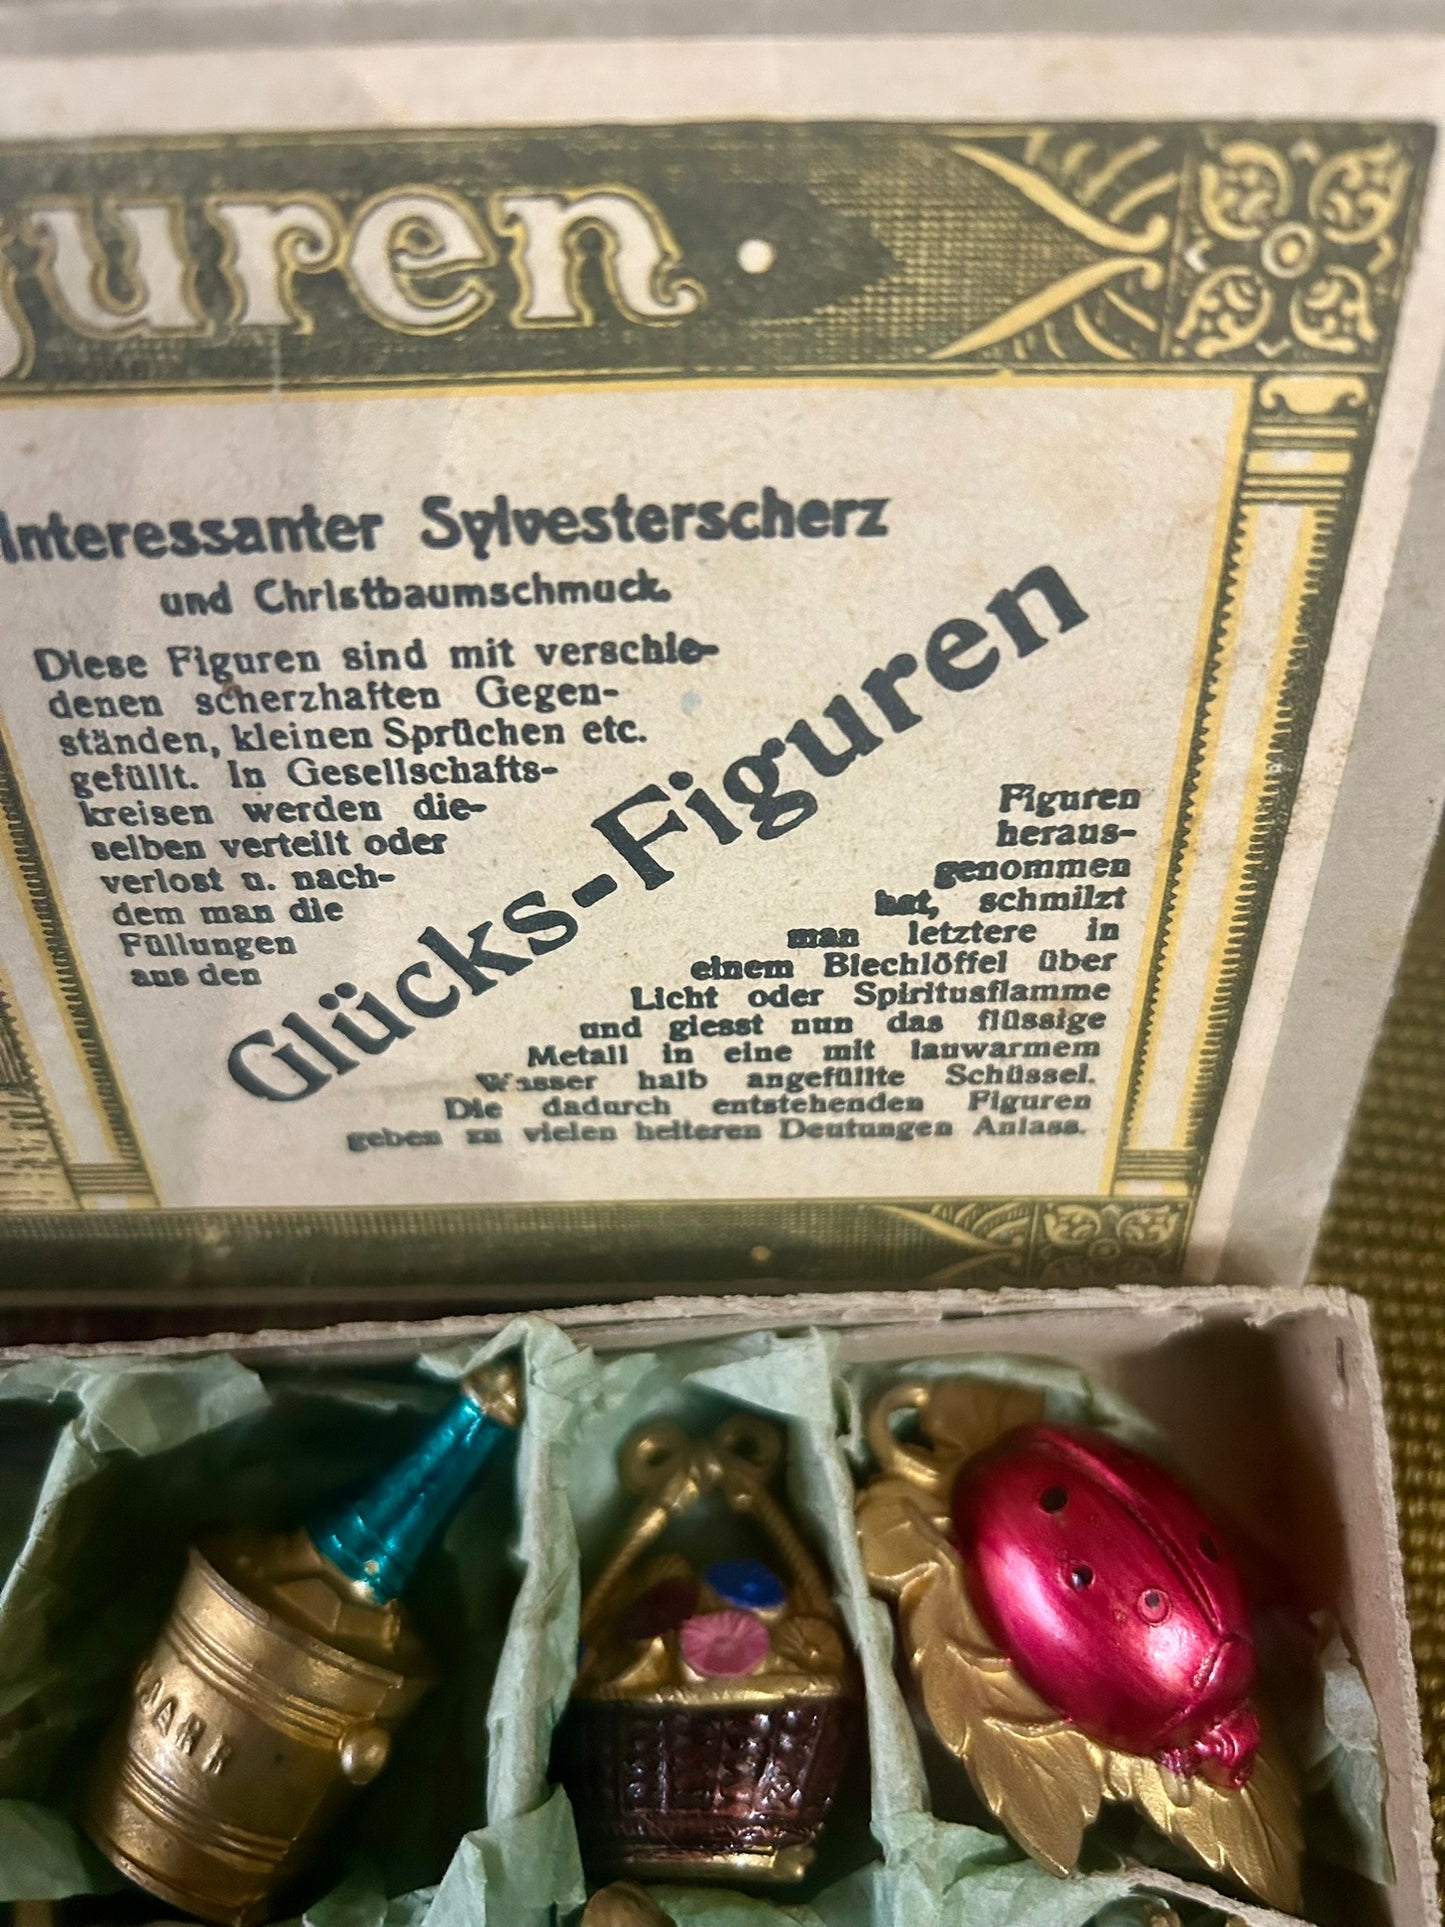 guren.
Interessanter Sylvesterscherz
und Christbaumschmuck.
Diese Figuren sind mit verschie-
denen scherzhaften Gegen-
ständen, kleinen Sprüchen etc.
gefüllt. In Gesellschafts-
kreisen werden die-
selben verteilt oder
verlost u. nach-
dem man die
Füllungen
aus den
Glücks-Figuren
Figuren
heraus-
genommen
hat, schmilzt
man letztere in
einem Blechlöffel über
Licht oder Spiritusflamme
und giesst nun das flüssige
Metall in eine mit lauwarmem
Wasser halb angefüllte Schüssel.
Die dadurch entstehenden Figuren
geben zu vielen heiteren Deutungen Anlass.